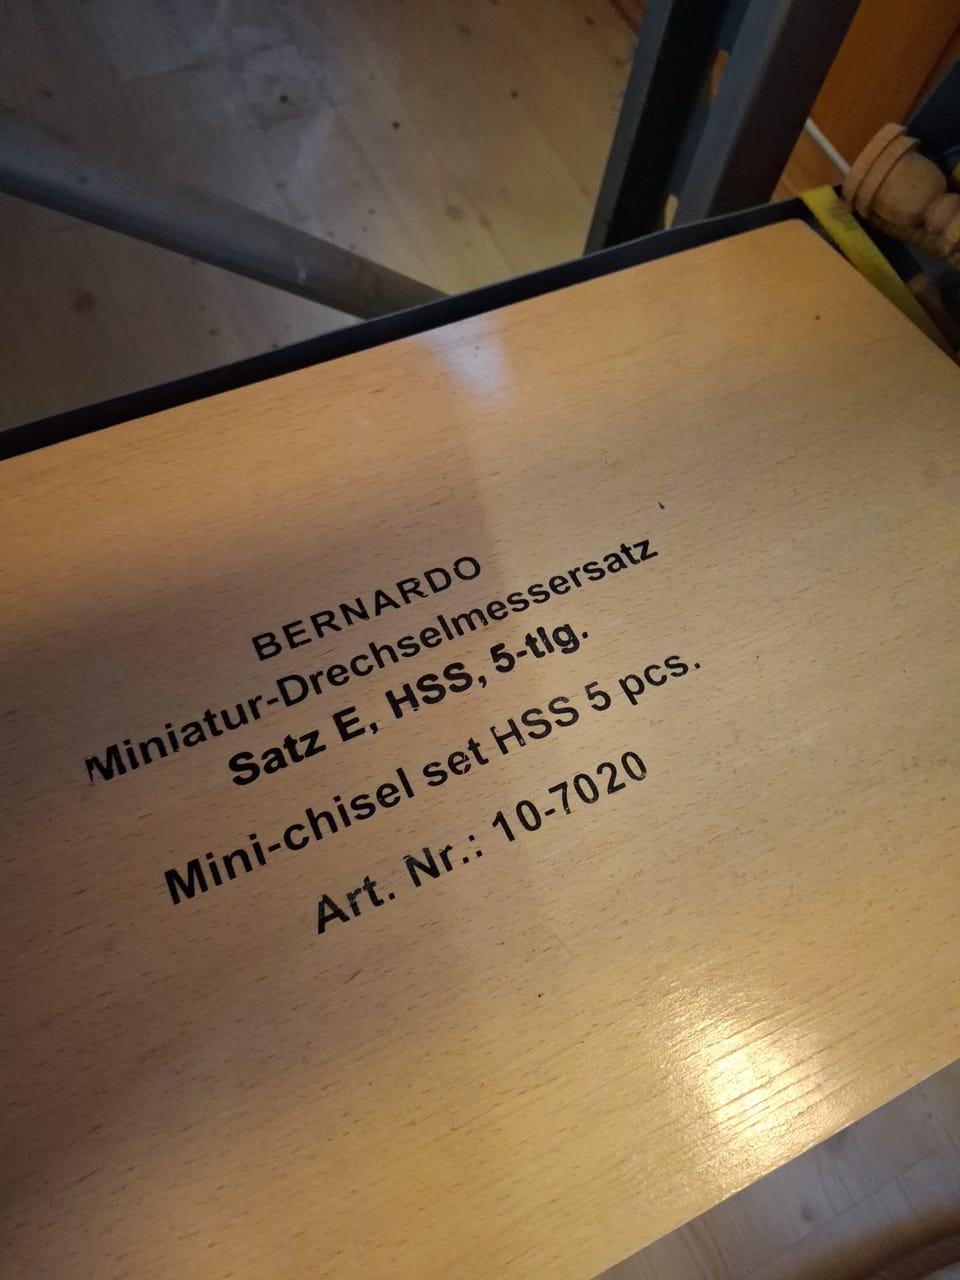 BERNARDO
Miniatur-Drechselmessersatz
Satz E, HSS, 5-tlg.
Mini-chisel set HSS 5 pcs.
Art. Nr.: 10-7020